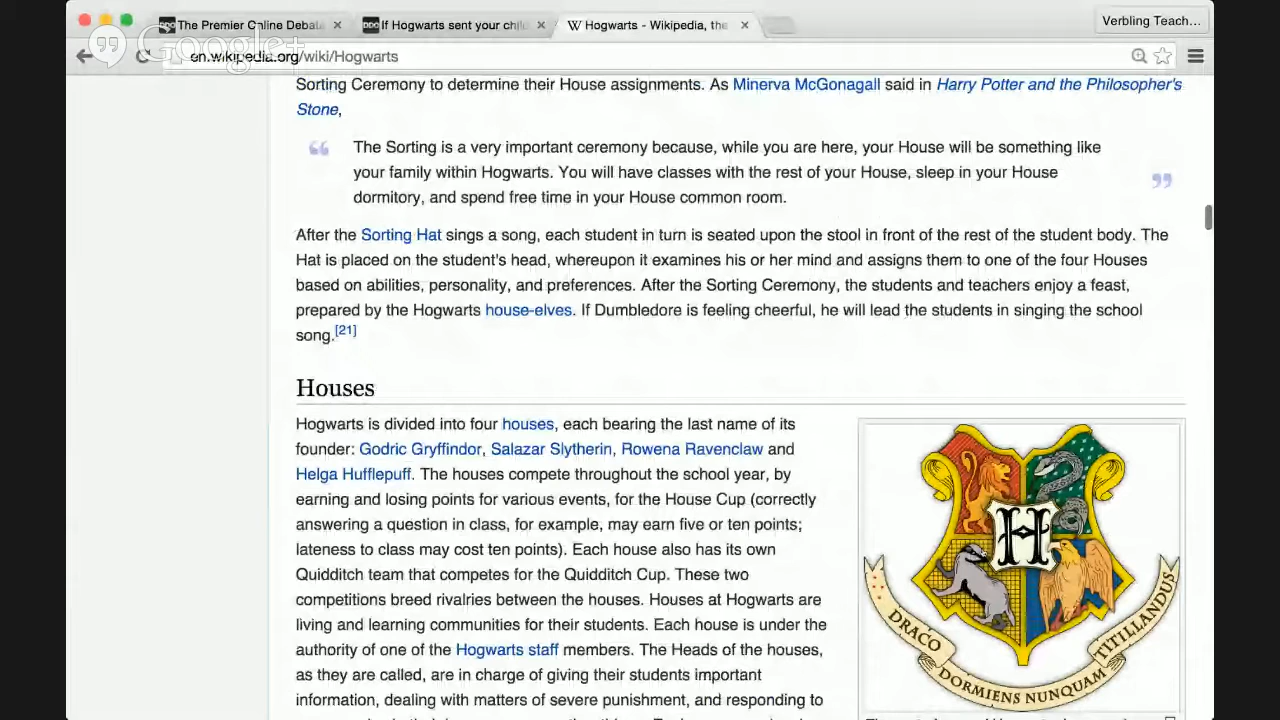 The Premier Online Debate
If Hogwarts sent your chil
Hogwarts - Wikipedia, the
Verbling Teach...
Google+
en.wikipedia.org/wiki/Hogwarts
Sorting Ceremony to determine their House assignments. As Minerva McGonagall said in Harry Potter and the Philosopher's
Stone,
The Sorting is a very important ceremony because, while you are here, your House will be something like
your family within Hogwarts. You will have classes with the rest of your House, sleep in your House
dormitory, and spend free time in your House common room.
After the Sorting Hat sings a song, each student in turn is seated upon the stool in front of the rest of the student body. The
Hat is placed on the student's head, whereupon it examines his or her mind and assigns them to one of the four Houses
based on abilities, personality, and preferences. After the Sorting Ceremony, the students and teachers enjoy a feast,
prepared by the Hogwarts house-elves. If Dumbledore is feeling cheerful, he will lead the students in singing the school
song.[21]
Houses
Hogwarts is divided into four houses, each bearing the last name of its
founder: Godric Gryffindor, Salazar Slytherin, Rowena Ravenclaw and
Helga Hufflepuff. The houses compete throughout the school year, by
earning and losing points for various events, for the House Cup (correctly
answering a question in class, for example, may earn five or ten points;
lateness to class may cost ten points). Each house also has its own
Quidditch team that competes for the Quidditch Cup. These two
competitions breed rivalries between the houses. Houses at Hogwarts are
living and learning communities for their students. Each house is under the
authority of one of the Hogwarts staff members. The Heads of the houses,
as they are called, are in charge of giving their students important
information, dealing with matters of severe punishment, and responding to
H
DRACO DORMIENS NUNQUAM TITILLANDUS